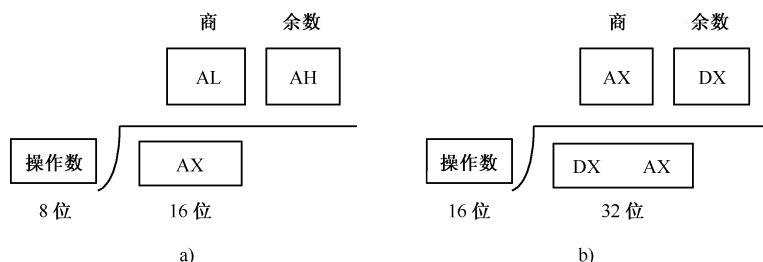 商 余数
AL AH
操作数 AX
8 位 16 位
a)
商 余数
AX DX
操作数 DX AX
16 位 32 位
b)